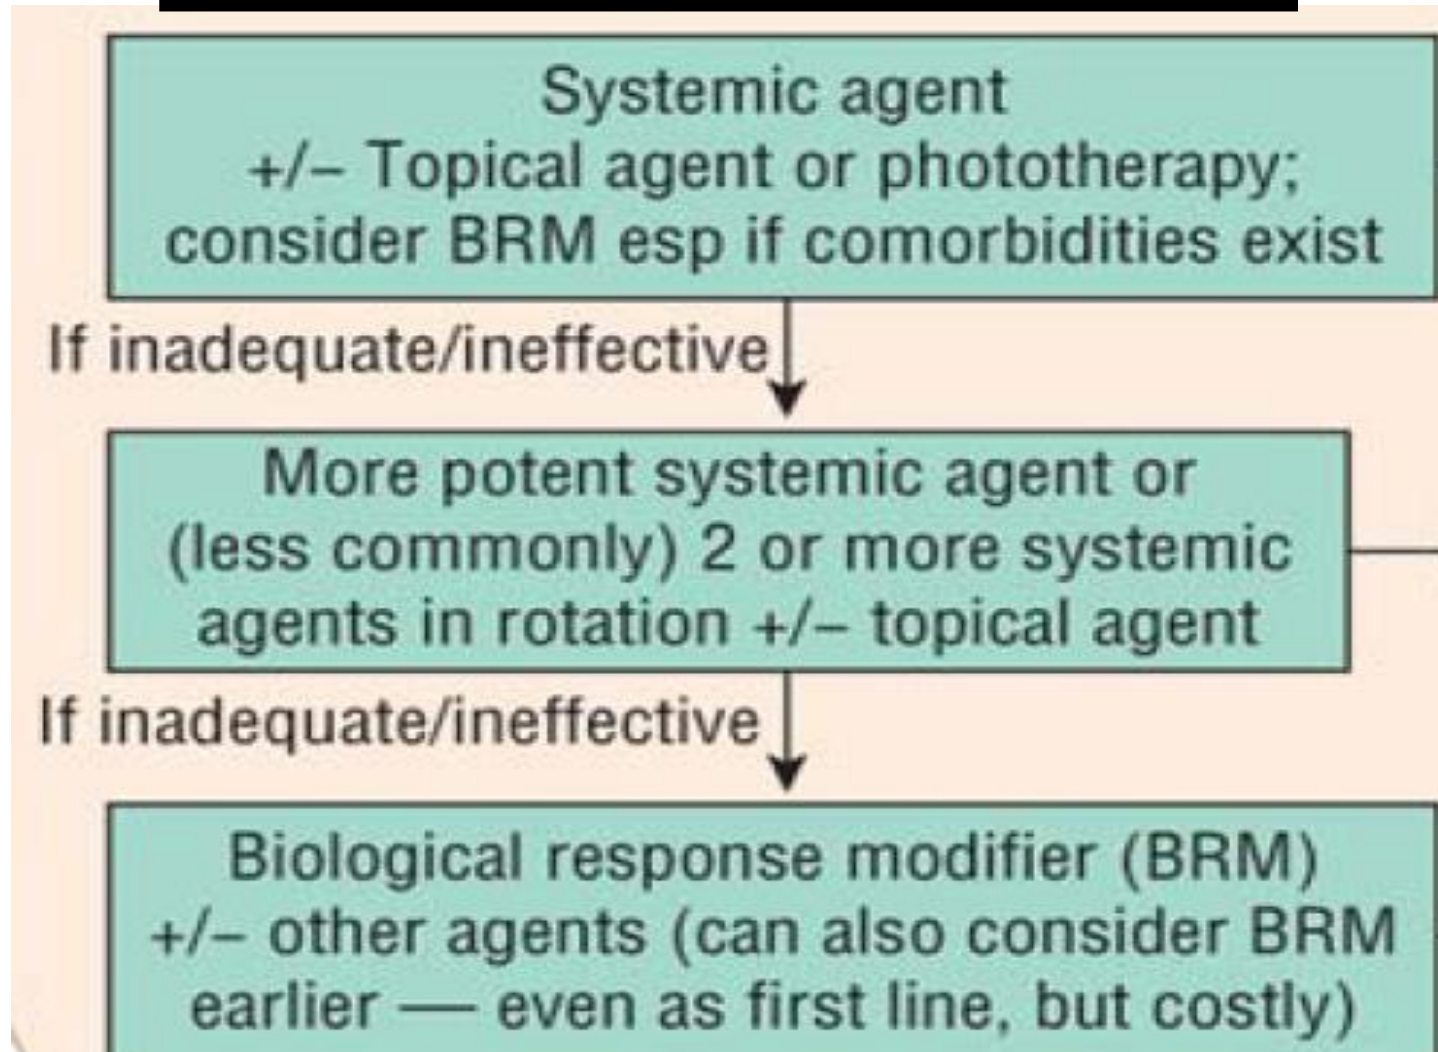 Systemic agent
+/– Topical agent or phototherapy;
consider BRM esp if comorbidities exist
If inadequate/ineffective
More potent systemic agent or
(less commonly) 2 or more systemic
agents in rotation +/– topical agent
If inadequate/ineffective
Biological response modifier (BRM)
+/– other agents (can also consider BRM
earlier — even as first line, but costly)